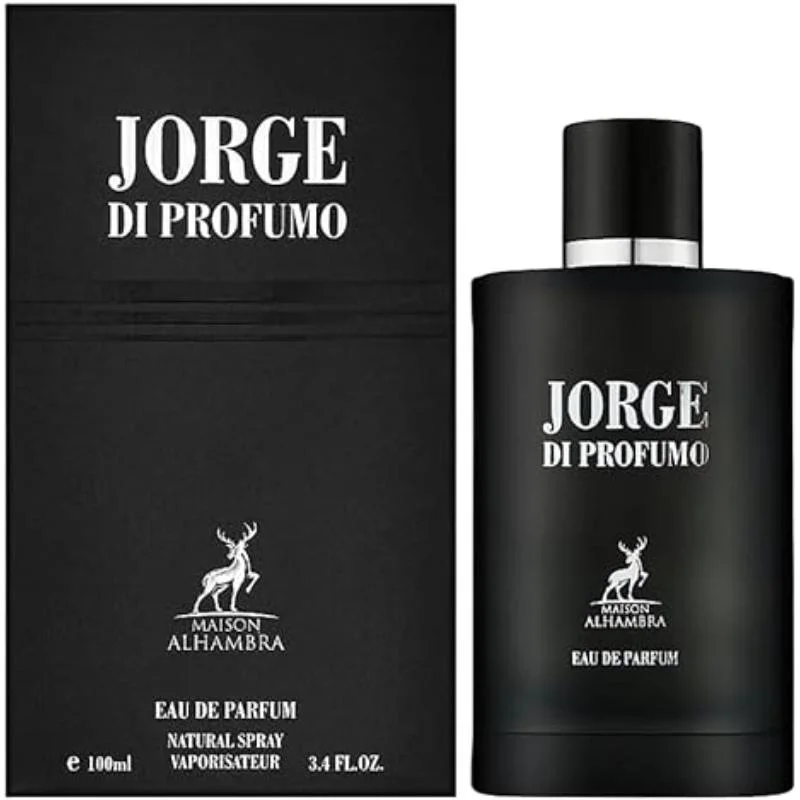 JORGE
DI PROFUMO
MAISON
ALHAMBRA
EAU DE PARFUM
NATURAL SPRAY
VAPORISATEUR
℮ 100ml
3.4 FL.OZ.
JORGE
DI PROFUMO
MAISON
ALHAMBRA
EAU DE PARFUM